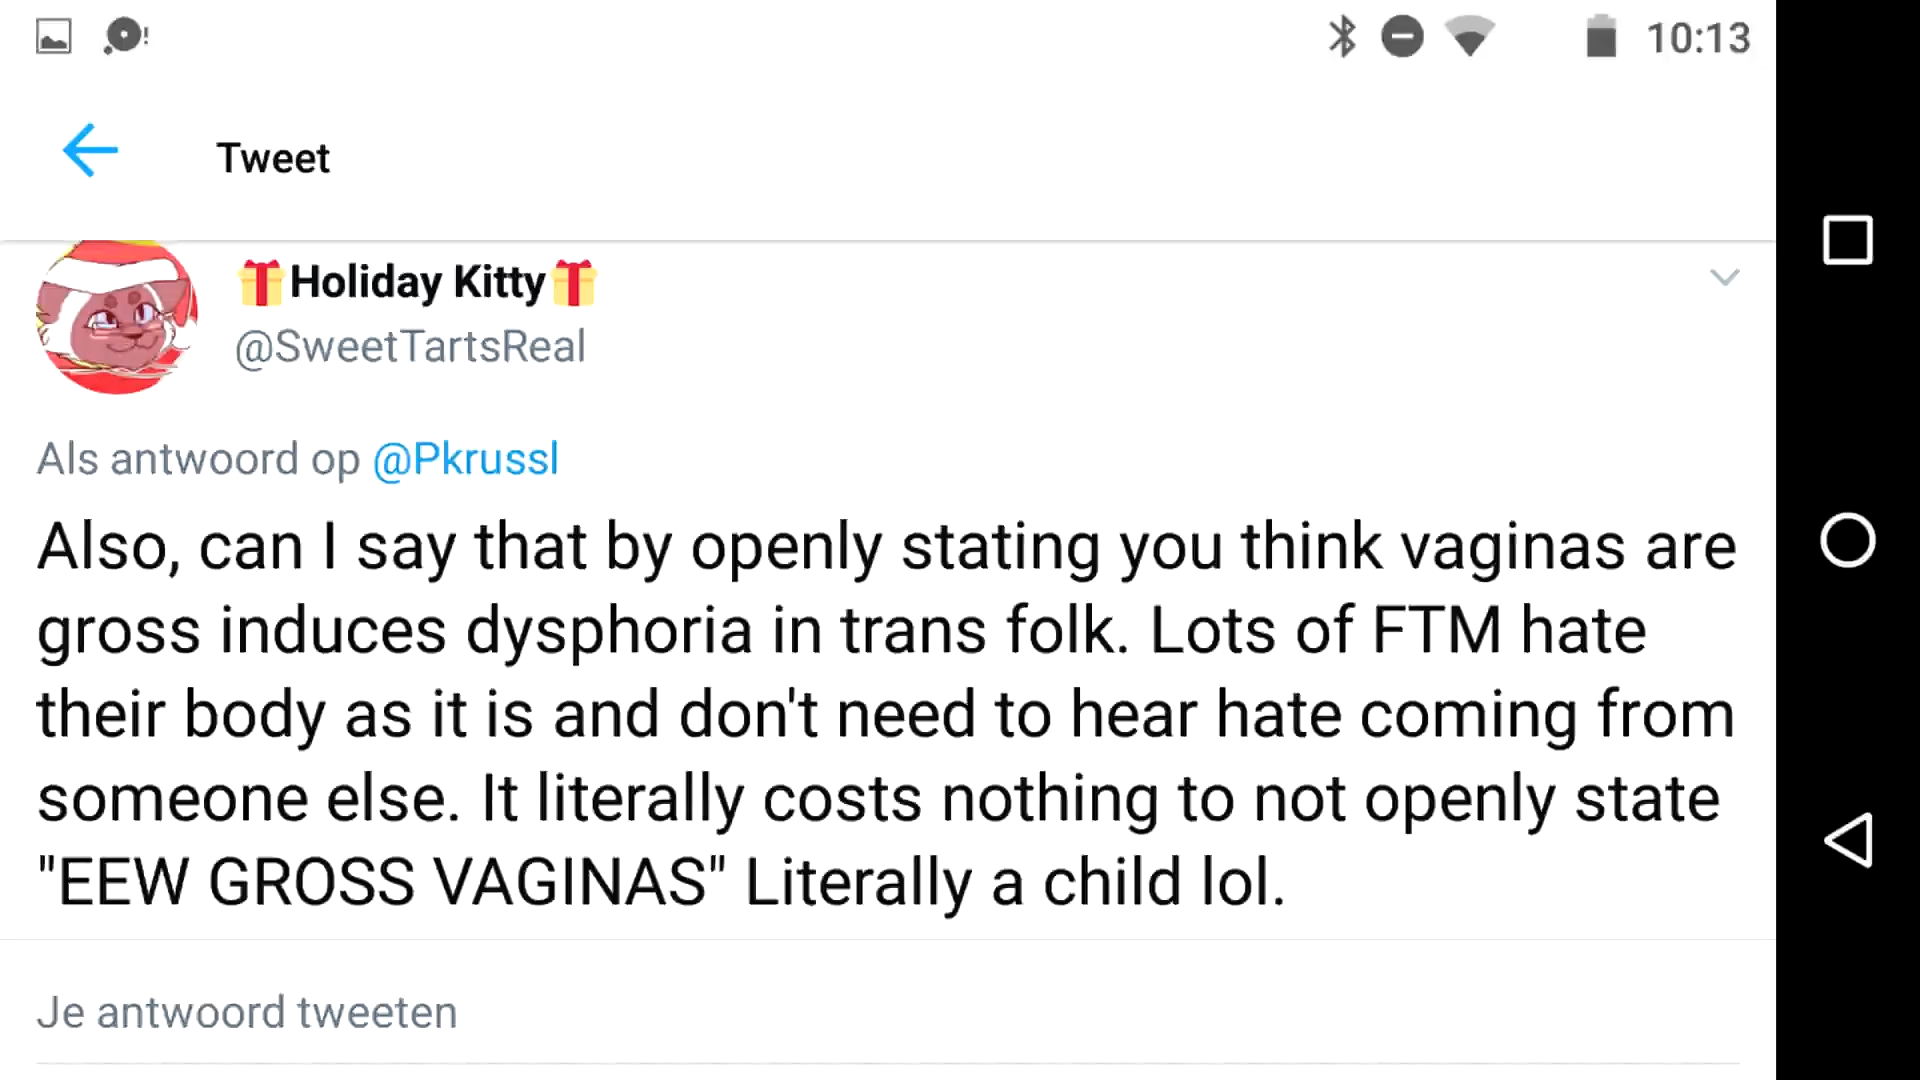 10:13
Tweet
🎁Holiday Kitty🎁
@SweetTartsReal
Als antwoord op @Pkrussl
Also, can I say that by openly stating you think vaginas are
gross induces dysphoria in trans folk. Lots of FTM hate
their body as it is and don't need to hear hate coming from
someone else. It literally costs nothing to not openly state
"EEW GROSS VAGINAS" Literally a child lol.
Je antwoord tweeten